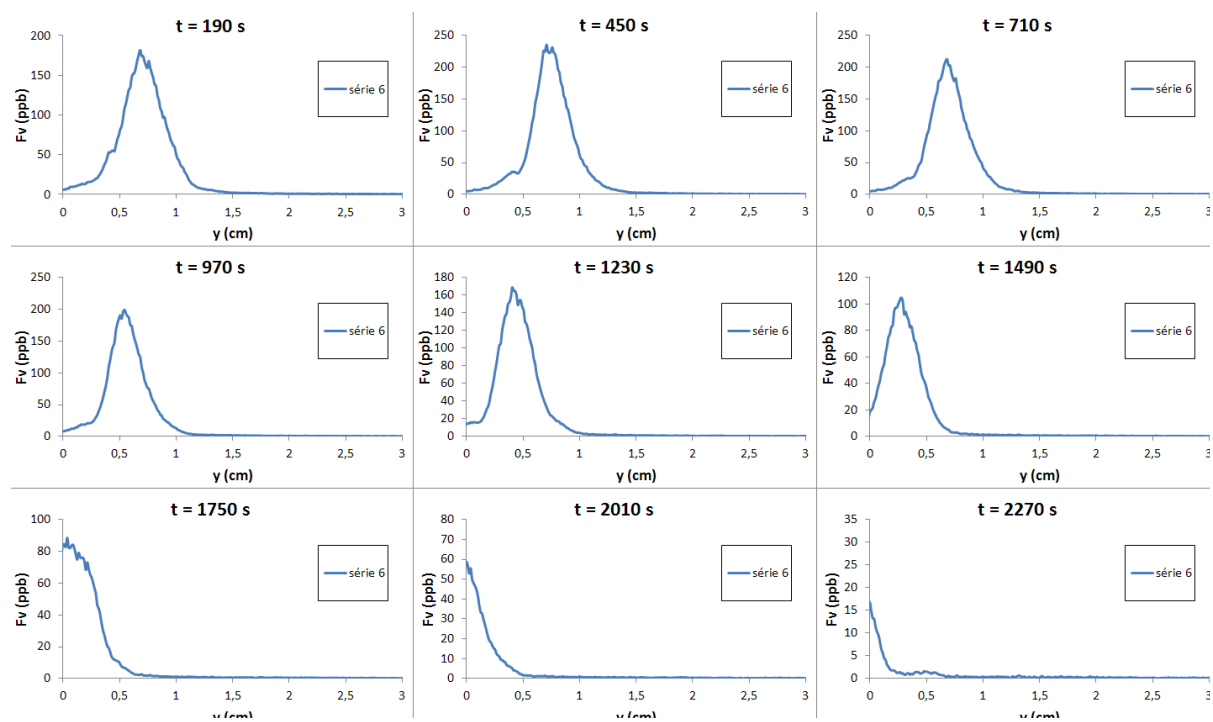 t = 190 s
200
150
100
50
0
Fv (ppb)
série 6
0 0,5 1 1,5 2 2,5 3
y (cm)
t = 450 s
250
200
150
100
50
0
Fv (ppb)
série 6
0 0,5 1 1,5 2 2,5 3
y (cm)
t = 710 s
250
200
150
100
50
0
Fv (ppb)
série 6
0 0,5 1 1,5 2 2,5 3
y (cm)
t = 970 s
250
200
150
100
50
0
Fv (ppb)
série 6
0 0,5 1 1,5 2 2,5 3
y (cm)
t = 1230 s
180
160
140
120
100
80
60
40
20
0
Fv (ppb)
série 6
0 0,5 1 1,5 2 2,5 3
y (cm)
t = 1490 s
120
100
80
60
40
20
0
Fv (ppb)
série 6
0 0,5 1 1,5 2 2,5 3
y (cm)
t = 1750 s
100
80
60
40
20
0
Fv (ppb)
série 6
0 0,5 1 1,5 2 2,5 3
y (cm)
t = 2010 s
80
70
60
50
40
30
20
10
0
Fv (ppb)
série 6
0 0,5 1 1,5 2 2,5 3
y (cm)
t = 2270 s
35
30
25
20
15
10
5
0
Fv (ppb)
série 6
0 0,5 1 1,5 2 2,5 3
y (cm)